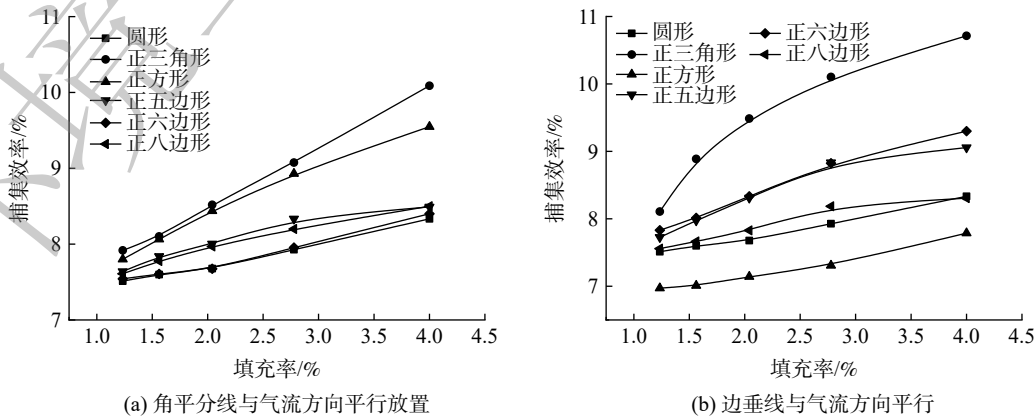 11
10
9
8
7
捕集效率/%
圆形
正三角形
正方形
正五边形
正六边形
正八边形
1.0 1.5 2.0 2.5 3.0 3.5 4.0 4.5
填充率/%
(a) 角平分线与气流方向平行放置
11
10
9
8
7
捕集效率/%
圆形 正六边形
正三角形 正八边形
正方形
正五边形
1.0 1.5 2.0 2.5 3.0 3.5 4.0 4.5
填充率/%
(b) 边垂线与气流方向平行